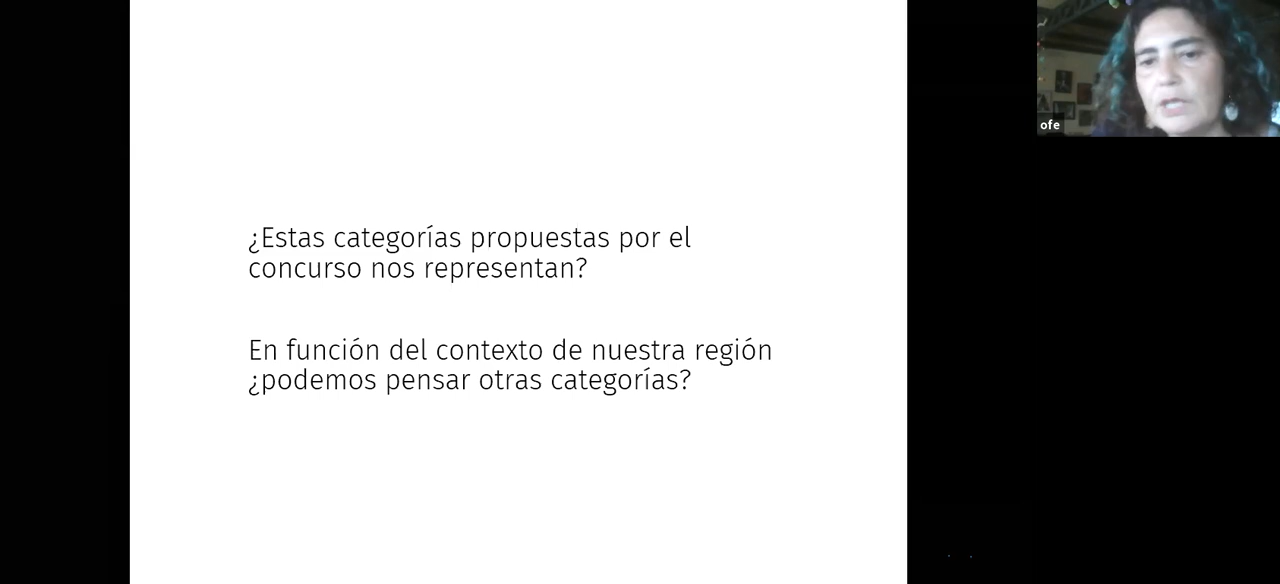 ¿Estas categorías propuestas por el
concurso nos representan?
En función del contexto de nuestra región
¿podemos pensar otras categorías?
ofe